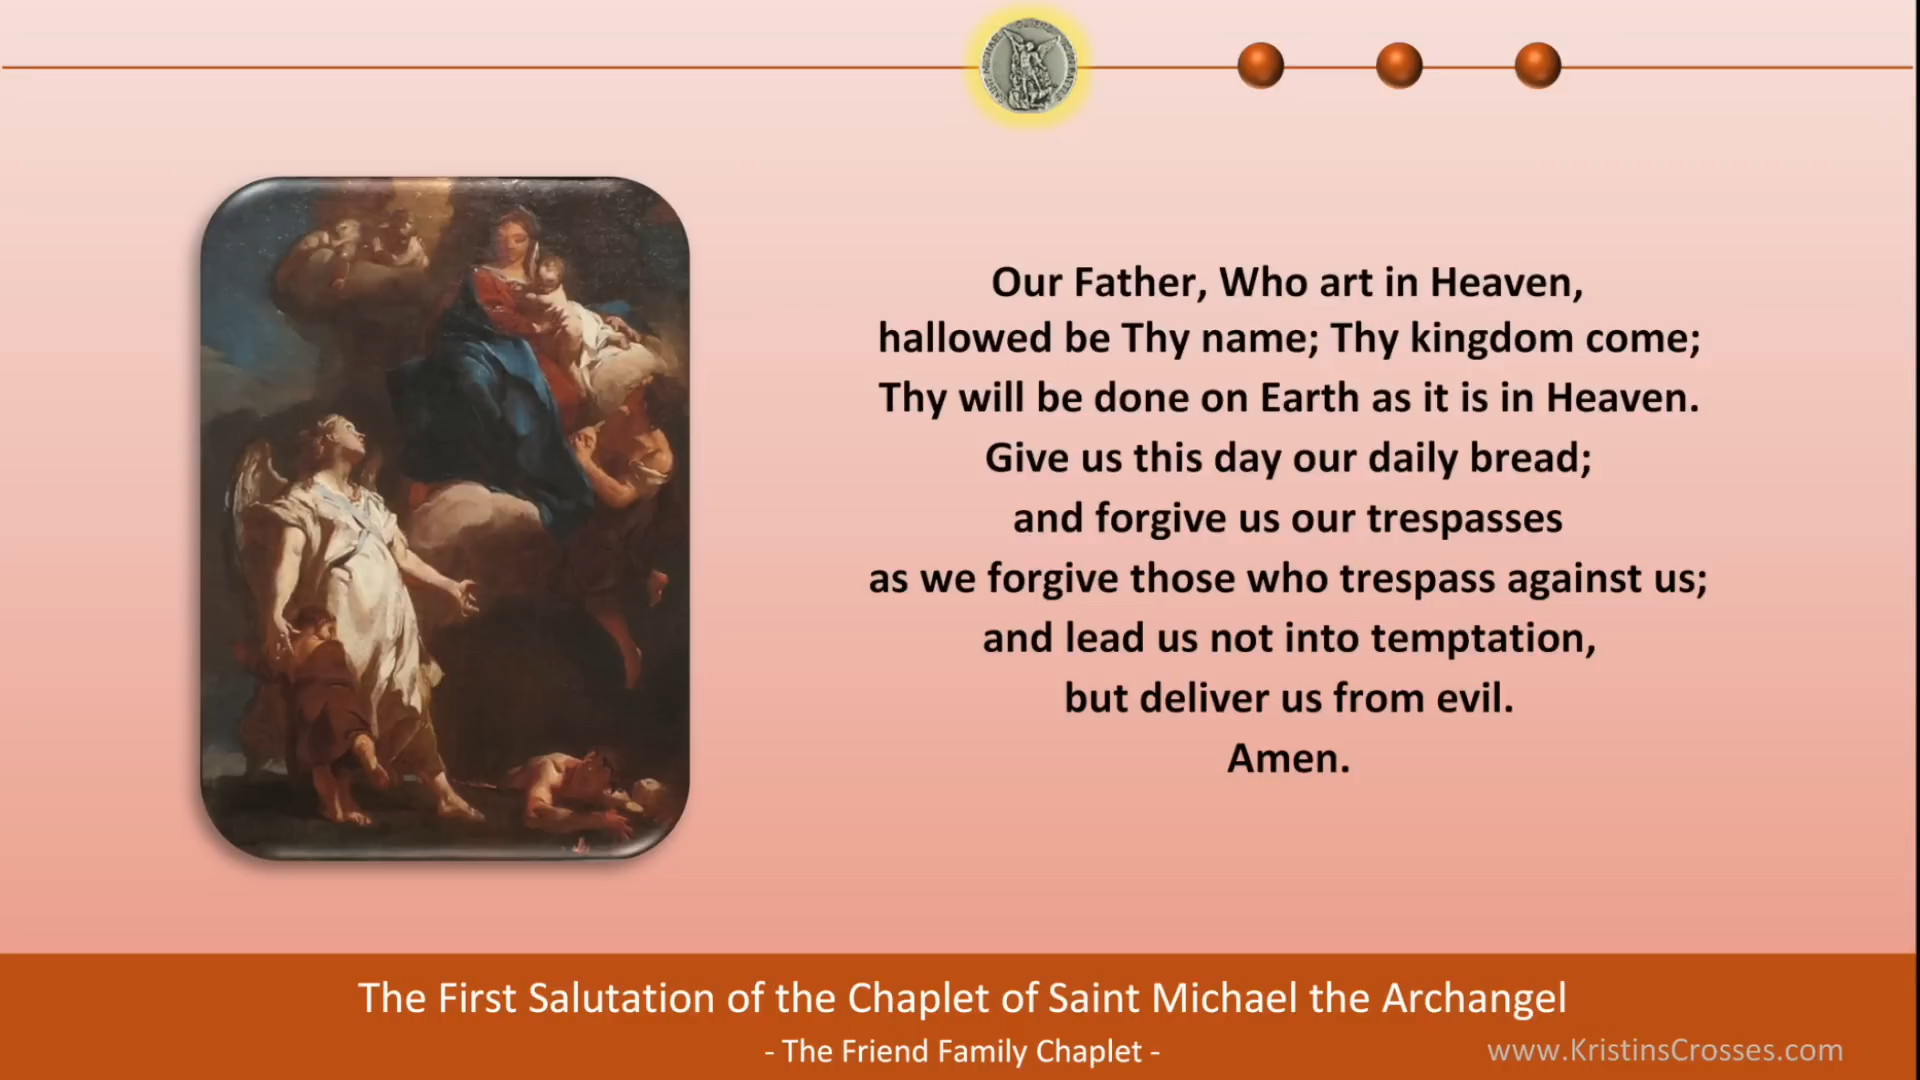 Our Father, Who art in Heaven,
hallowed be Thy name; Thy kingdom come;
Thy will be done on Earth as it is in Heaven.
Give us this day our daily bread;
and forgive us our trespasses
as we forgive those who trespass against us;
and lead us not into temptation,
but deliver us from evil.
Amen.
The First Salutation of the Chaplet of Saint Michael the Archangel
- The Friend Family Chaplet -
www.KristinsCrosses.com